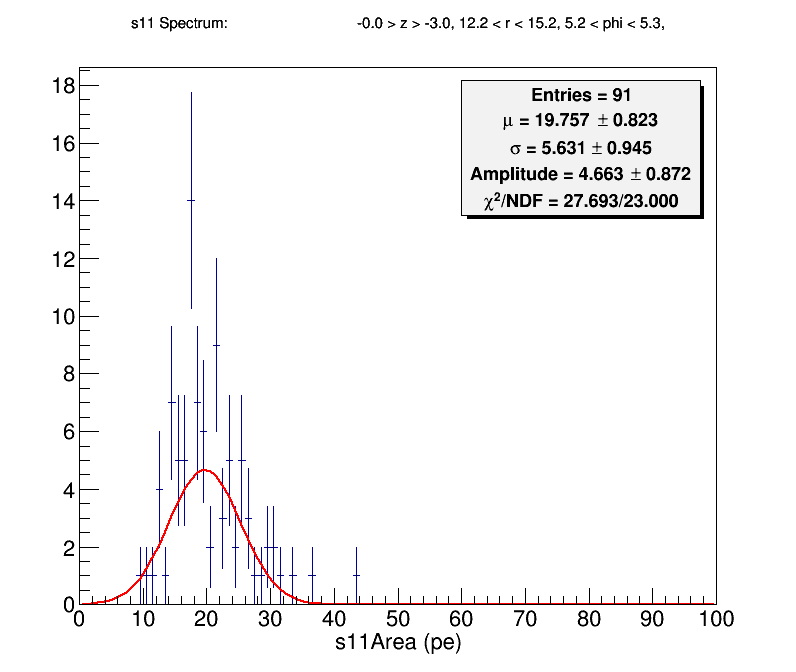 s11 Spectrum: -0.0 > z > -3.0, 12.2 < r < 15.2, 5.2 < phi < 5.3,
Entries = 91
μ = 19.757 ± 0.823
σ = 5.631 ± 0.945
Amplitude = 4.663 ± 0.872
χ²/NDF = 27.693/23.000
18
16
14
12
10
8
6
4
2
0
0 10 20 30 40 50 60 70 80 90 100
s11Area (pe)